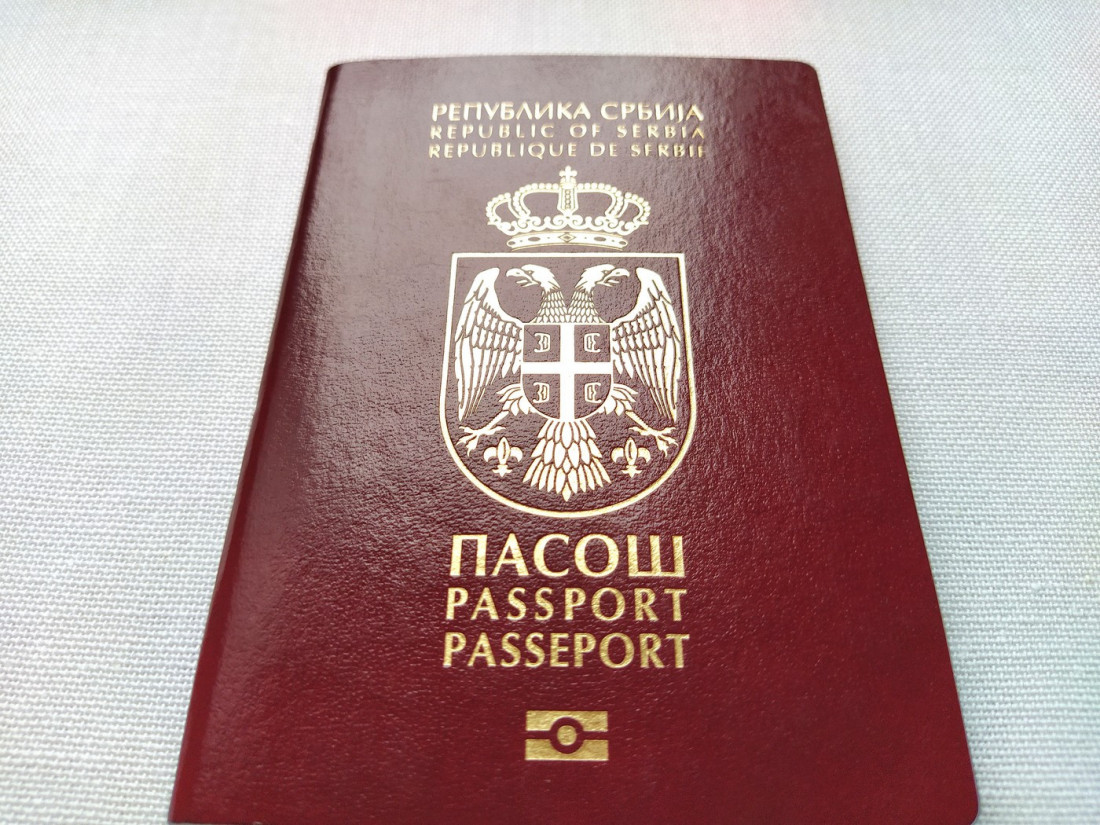 РЕПУБЛИКА СРБИЈА
REPUBLIC OF SERBIA
REPUBLIQUE DE SERBIE
ПАСОШ
PASSPORT
PASSEPORT